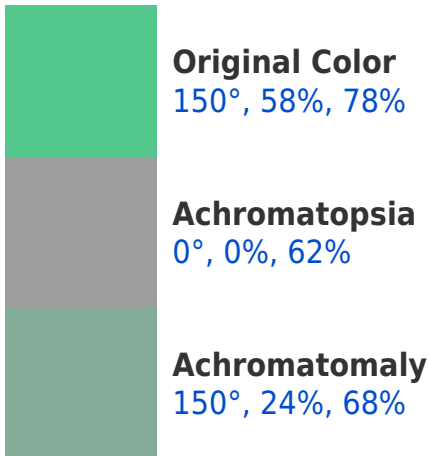 Original Color
150°, 58%, 78%
Achromatopsia
0°, 0%, 62%
Achromatomaly
150°, 24%, 68%